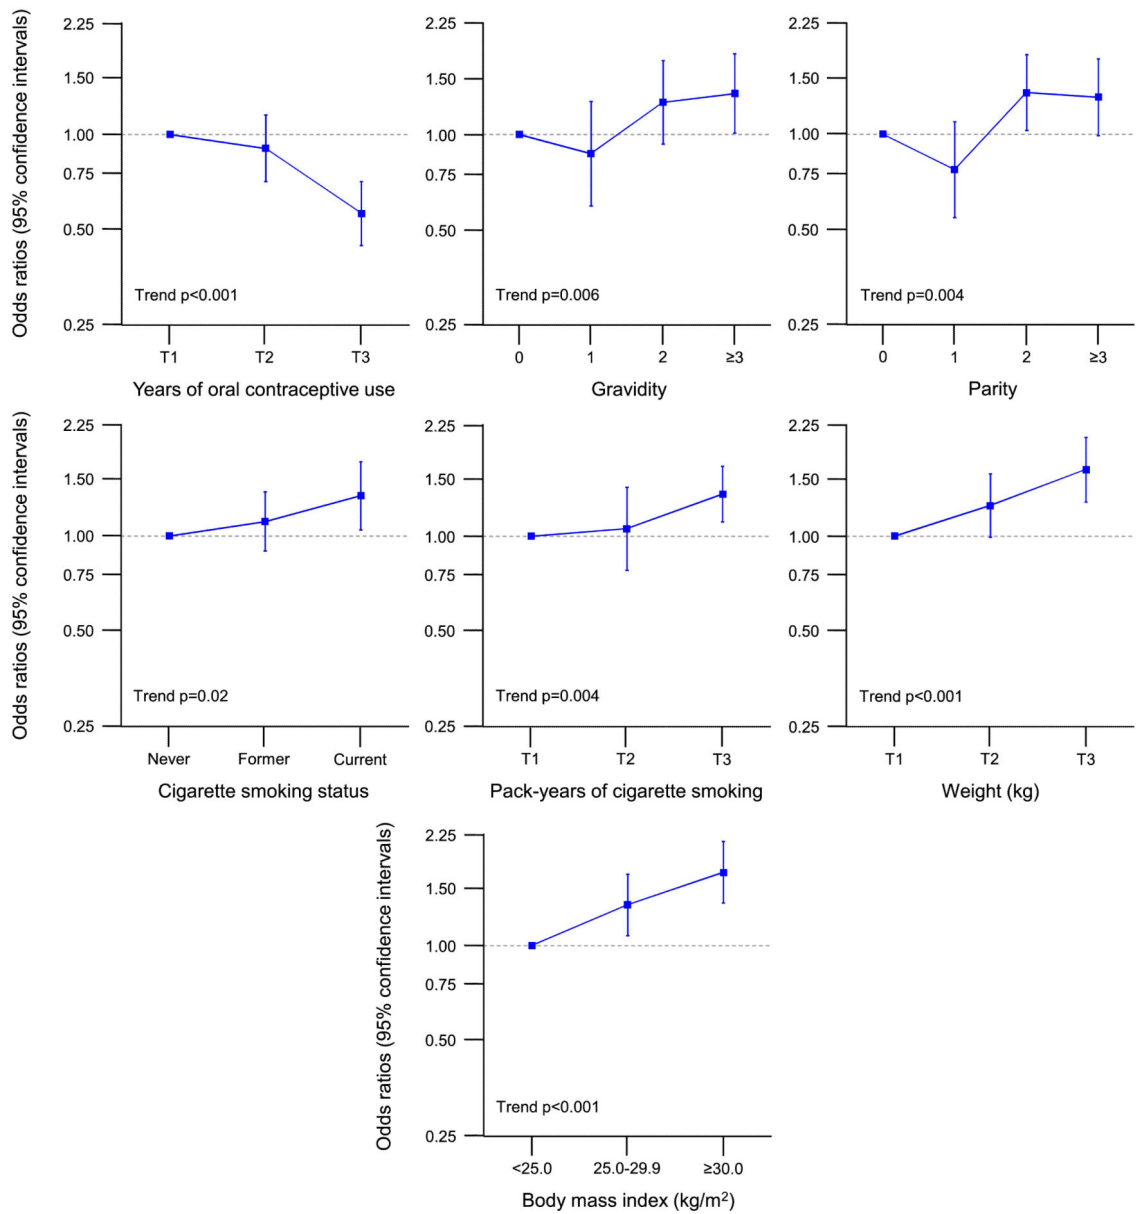 Odds ratios (95% confidence intervals)
2.25
1.50
1.00
0.75
0.50
0.25
Trend p<0.001
T1 T2 T3
Years of oral contraceptive use
2.25
1.50
1.00
0.75
0.50
0.25
Trend p=0.006
0 1 2 ≥3
Gravidity
2.25
1.50
1.00
0.75
0.50
0.25
Trend p=0.004
0 1 2 ≥3
Parity
Odds ratios (95% confidence intervals)
2.25
1.50
1.00
0.75
0.50
0.25
Trend p=0.02
Never Former Current
Cigarette smoking status
2.25
1.50
1.00
0.75
0.50
0.25
Trend p=0.004
T1 T2 T3
Pack-years of cigarette smoking
2.25
1.50
1.00
0.75
0.50
0.25
Trend p<0.001
T1 T2 T3
Weight (kg)
Odds ratios (95% confidence intervals)
2.25
1.50
1.00
0.75
0.50
0.25
Trend p<0.001
<25.0 25.0-29.9 ≥30.0
Body mass index (kg/m²)